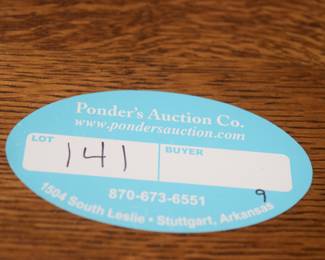 Ponder's Auction Co.
www.pondersauction.com
LOT
BUYER
141
870-673-6551
9
1504 South Leslie • Stuttgart, Arkansas